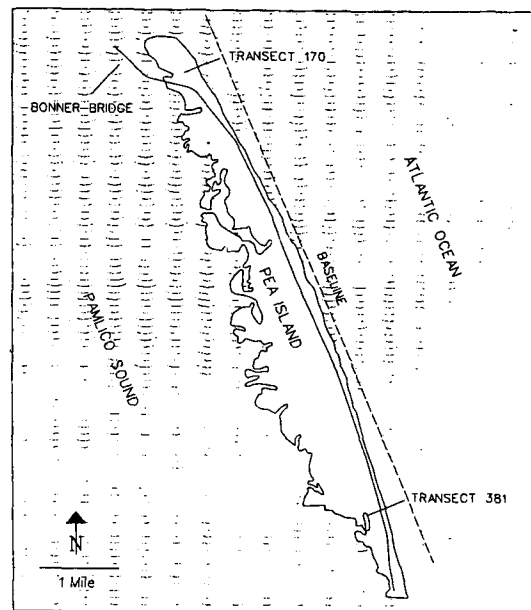 TRANSECT 170
BONNER BRIDGE
ATLANTIC OCEAN
BASELINE
PEA ISLAND
PAMLICO SOUND
TRANSECT 381
N
1 Mile